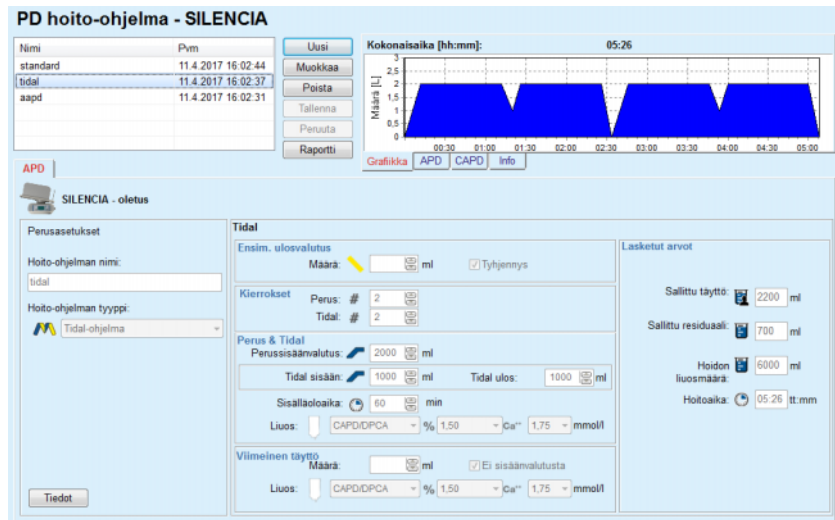 PD hoito-ohjelma - SILENCIA
Nimi Pvm
standard 11.4.2017 16:02:44
tidal 11.4.2017 16:02:37
aapd 11.4.2017 16:02:31
Uusi
Muokkaa
Poista
Tallenna
Peruuta
Raportti
Kokonaisaika [hh:mm]: 05:26
Määrä [L]
3
2,5
2
1,5
1
0,5
0
00:30 01:00 01:30 02:00 02:30 03:00 03:30 04:00 04:30 05:00
Grafiikka APD CAPD Info
APD
SILENCIA - oletus
Perusasetukset
Hoito-ohjelman nimi:
tidal
Hoito-ohjelman tyyppi:
Tidal-ohjelma
Tiedot
Tidal
Ensim. ulosvalutus
Määrä: ml Tyhjennys
Kierrokset
Perus: # 2
Tidal: # 2
Perus & Tidal
Perussisäänvalutus: 2000 ml
Tidal sisään: 1000 ml Tidal ulos: 1000 ml
Sisälläoloaika: 60 min
Liuos: CAPD/DPCA % 1,50 Ca++ 1,75 mmol/l
Viimeinen täyttö
Määrä: ml Ei sisäänvalutusta
Liuos: CAPD/DPCA % 1,50 Ca++ 1,75 mmol/l
Lasketut arvot
Sallittu täyttö: 2200 ml
Sallittu residuaali: 700 ml
Hoidon liuosmäärä: 6000 ml
Hoitoaika: 05:26 tt:mm